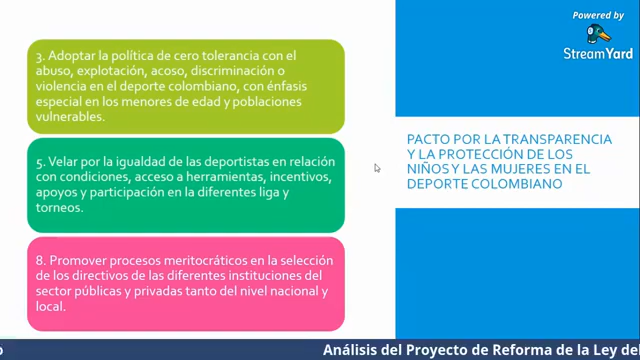 Powered by
StreamYard
3. Adoptar la política de cero tolerancia con el
abuso, explotación, acoso, discriminación o
violencia en el deporte colombiano, con énfasis
especial en los menores de edad y poblaciones
vulnerables.
5. Velar por la igualdad de las deportistas en relación
con condiciones, acceso a herramientas, incentivos,
apoyos y participación en la diferentes liga y
torneos.
8. Promover procesos meritocráticos en la selección
de los directivos de las diferentes instituciones del
sector públicas y privadas tanto del nivel nacional y
local.
PACTO POR LA TRANSPARENCIA
Y LA PROTECCIÓN DE LOS
NIÑOS Y LAS MUJERES EN EL
DEPORTE COLOMBIANO
o
Análisis del Proyecto de Reforma de la Ley de